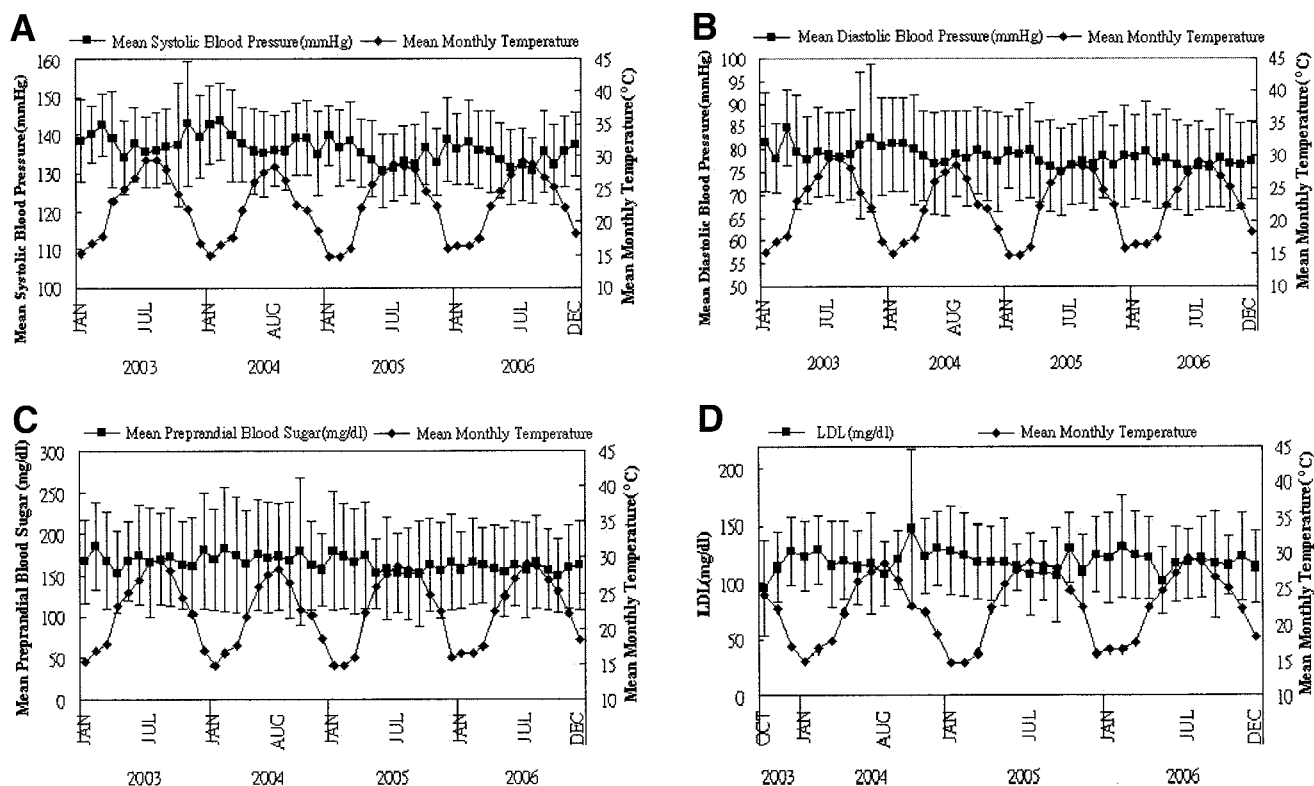 A
Mean Systolic Blood Pressure(mmHg) Mean Monthly Temperature
Mean Systolic Blood Pressure(mmHg)
160
150
140
130
120
110
100
45
40
35
30
25
20
15
10
Mean Monthly Temperature(°C)
JAN JUL JAN AUG JAN JUL JAN JUL DEC
2003 2004 2005 2006
B
Mean Diastolic Blood Pressure(mmHg) Mean Monthly Temperature
Mean Diastolic Blood Pressure(mmHg)
100
95
90
85
80
75
70
65
60
55
50
45
40
35
30
25
20
15
10
Mean Monthly Temperature(°C)
JAN JUL JAN AUG JAN JUL JAN JUL DEC
2003 2004 2005 2006
C
Mean Preprandial Blood Sugar(mg/dl) Mean Monthly Temperature
Mean Preprandial Blood Sugar (mg/dl)
300
250
200
150
100
50
0
45
40
35
30
25
20
15
10
Mean Monthly Temperature(°C)
JAN JUL JAN AUG JAN JUL JAN JUL DEC
2003 2004 2005 2006
D
LDL (mg/dl) Mean Monthly Temperature
LDL(mg/dl)
200
150
100
50
0
45
40
35
30
25
20
15
10
Mean Monthly Temperature(°C)
OCT JAN AUG JAN JUL JAN JUL DEC
2003 2004 2005 2006